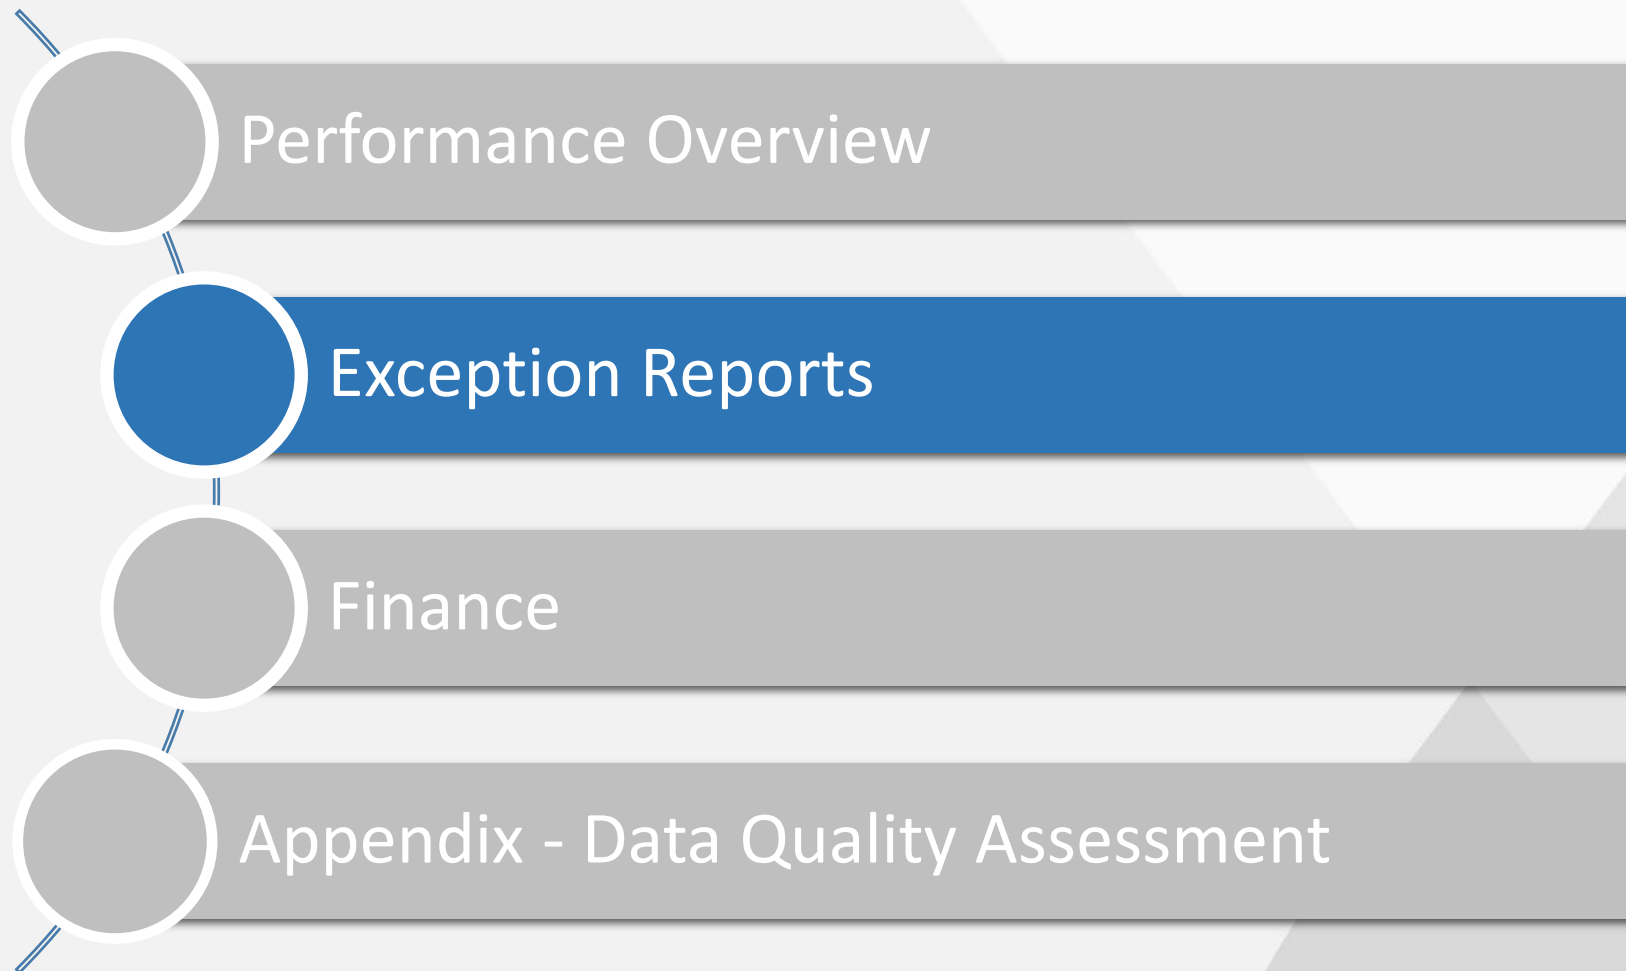 Performance Overview
Exception Reports
Finance
Appendix - Data Quality Assessment